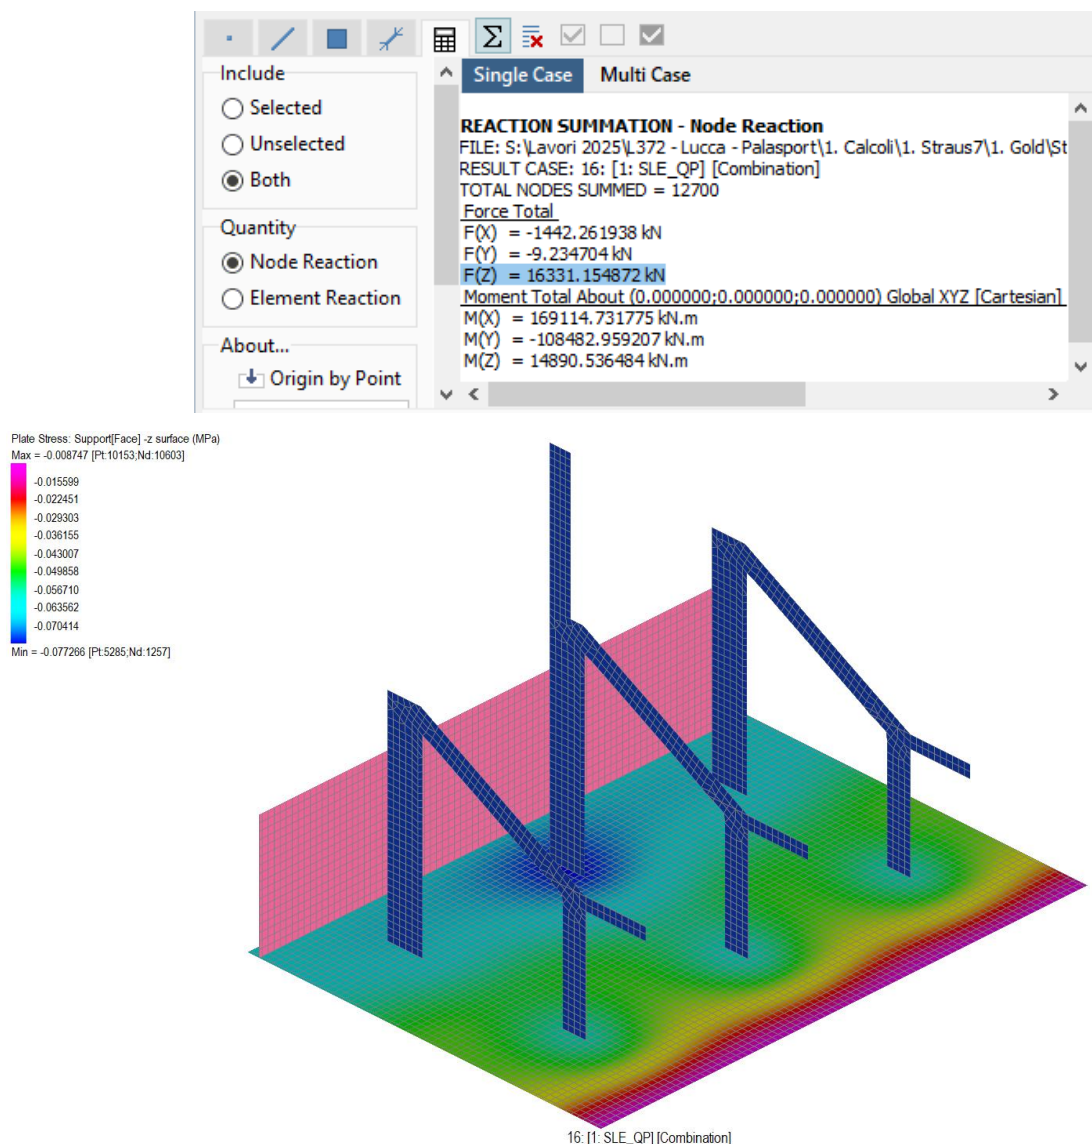 Include
Selected
Unselected
Both
Quantity
Node Reaction
Element Reaction
About...
Origin by Point
Single Case Multi Case
REACTION SUMMATION - Node Reaction
FILE: S:\Lavori 2025\L372 - Lucca - Palasport\1. Calcoli\1. Straus7\1. Gold\St
RESULT CASE: 16: [1: SLE_QP] [Combination]
TOTAL NODES SUMMED = 12700
Force Total
F(X) = -1442.261938 kN
F(Y) = -9.234704 kN
F(Z) = 16331.154872 kN
Moment Total About (0.000000;0.000000;0.000000) Global XYZ [Cartesian]
M(X) = 169114.731775 kN.m
M(Y) = -108482.959207 kN.m
M(Z) = 14890.536484 kN.m
Plate Stress: Support[Face] -z surface (MPa)
Max = -0.008747 [Pt:10153;Nd:10603]
-0.015599
-0.022451
-0.029303
-0.036155
-0.043007
-0.049858
-0.056710
-0.063562
-0.070414
Min = -0.077266 [Pt:5285;Nd:1257]
16: [1: SLE_QP] [Combination]